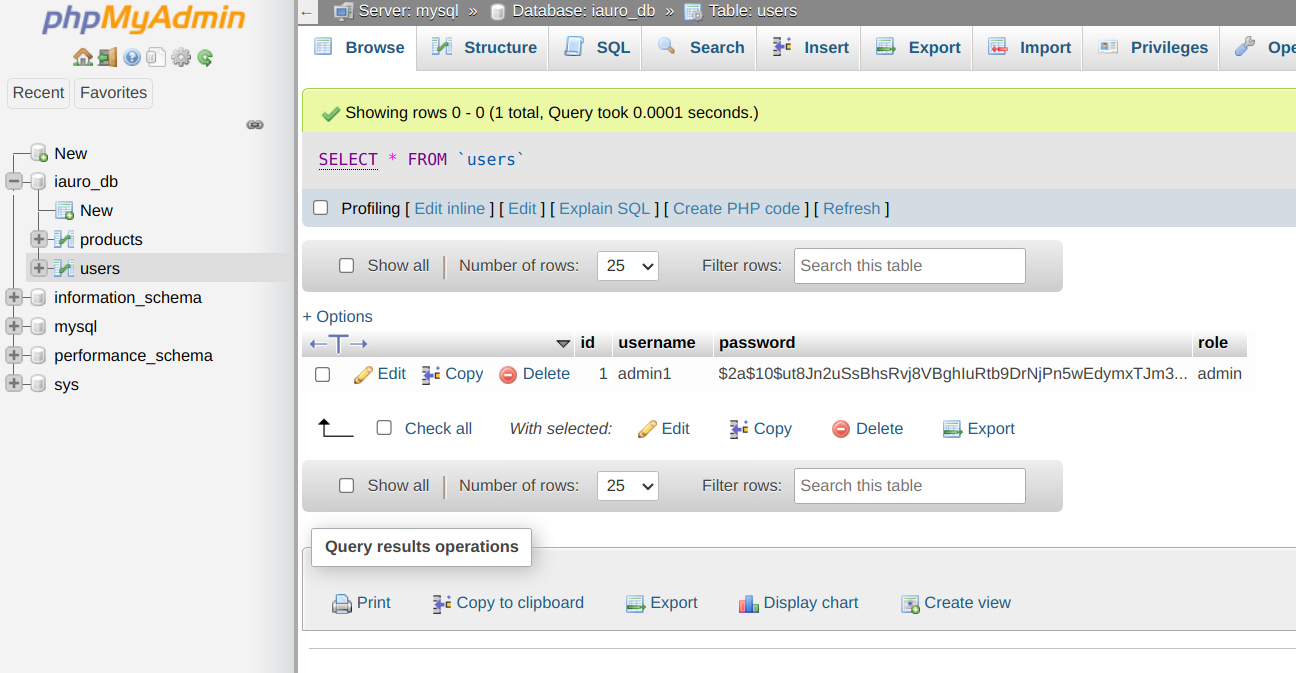 phpMyAdmin
Recent Favorites
New
iauro_db
New
products
users
information_schema
mysql
performance_schema
sys
← Server: mysql » Database: iauro_db » Table: users
Browse Structure SQL Search Insert Export Import Privileges Ope
Showing rows 0 - 0 (1 total, Query took 0.0001 seconds.)
SELECT * FROM `users`
Profiling [ Edit inline ] [ Edit ] [ Explain SQL ] [ Create PHP code ] [ Refresh ]
Show all | Number of rows: 25 Filter rows: Search this table
+ Options
←T→ id username password role
Edit Copy Delete 1 admin1 $2a$10$ut8Jn2uSsBhsRvj8VBghIuRtb9DrNjPn5wEdymxTJm3... admin
Check all With selected: Edit Copy Delete Export
Show all | Number of rows: 25 Filter rows: Search this table
Query results operations
Print Copy to clipboard Export Display chart Create view